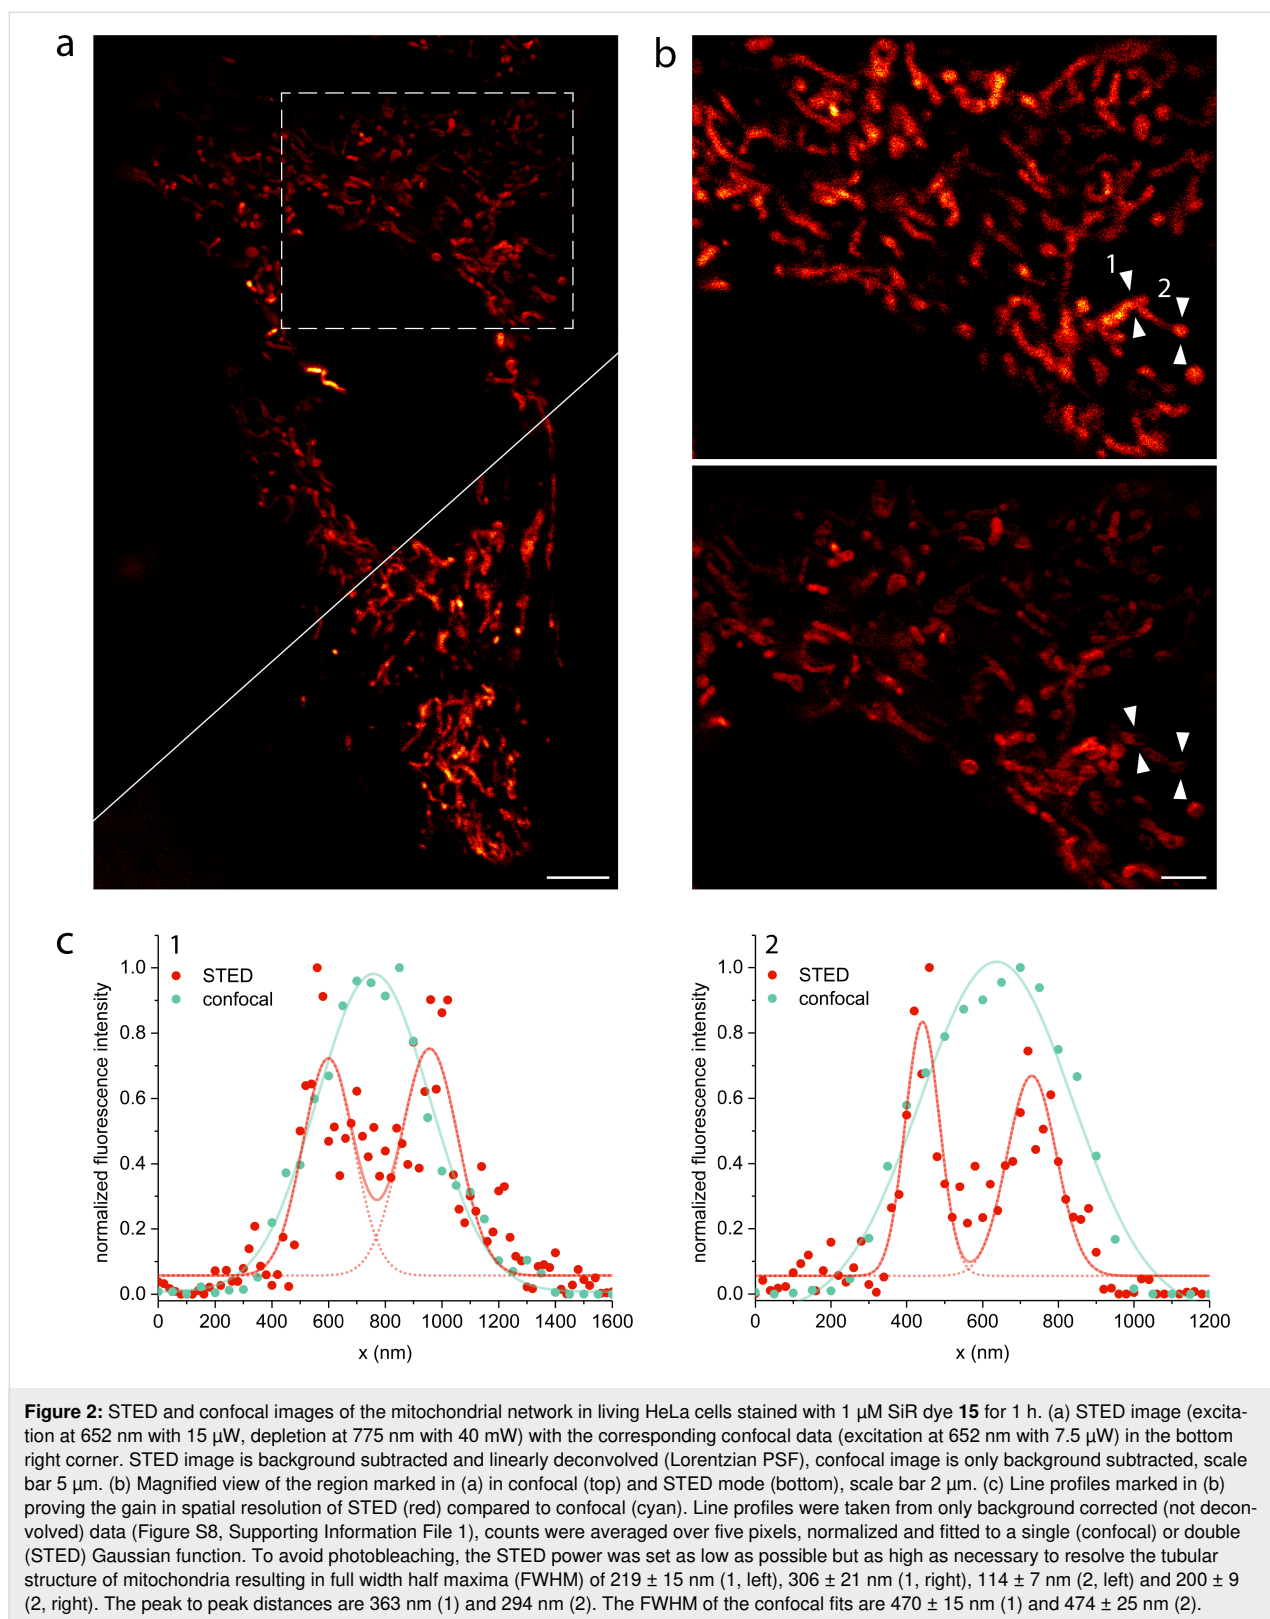 a
b
1
2
c
1
STED
confocal
normalized fluorescence intensity
1.0
0.8
0.6
0.4
0.2
0.0
0 200 400 600 800 1000 1200 1400 1600
x (nm)
2
STED
confocal
normalized fluorescence intensity
1.0
0.8
0.6
0.4
0.2
0.0
0 200 400 600 800 1000 1200
x (nm)
Figure 2: STED and confocal images of the mitochondrial network in living HeLa cells stained with 1 µM SiR dye 15 for 1 h. (a) STED image (excita-
tion at 652 nm with 15 µW, depletion at 775 nm with 40 mW) with the corresponding confocal data (excitation at 652 nm with 7.5 µW) in the bottom
right corner. STED image is background subtracted and linearly deconvolved (Lorentzian PSF), confocal image is only background subtracted, scale
bar 5 µm. (b) Magnified view of the region marked in (a) in confocal (top) and STED mode (bottom), scale bar 2 µm. (c) Line profiles marked in (b)
proving the gain in spatial resolution of STED (red) compared to confocal (cyan). Line profiles were taken from only background corrected (not decon-
volved) data (Figure S8, Supporting Information File 1), counts were averaged over five pixels, normalized and fitted to a single (confocal) or double
(STED) Gaussian function. To avoid photobleaching, the STED power was set as low as possible but as high as necessary to resolve the tubular
structure of mitochondria resulting in full width half maxima (FWHM) of 219 ± 15 nm (1, left), 306 ± 21 nm (1, right), 114 ± 7 nm (2, left) and 200 ± 9
(2, right). The peak to peak distances are 363 nm (1) and 294 nm (2). The FWHM of the confocal fits are 470 ± 15 nm (1) and 474 ± 25 nm (2).